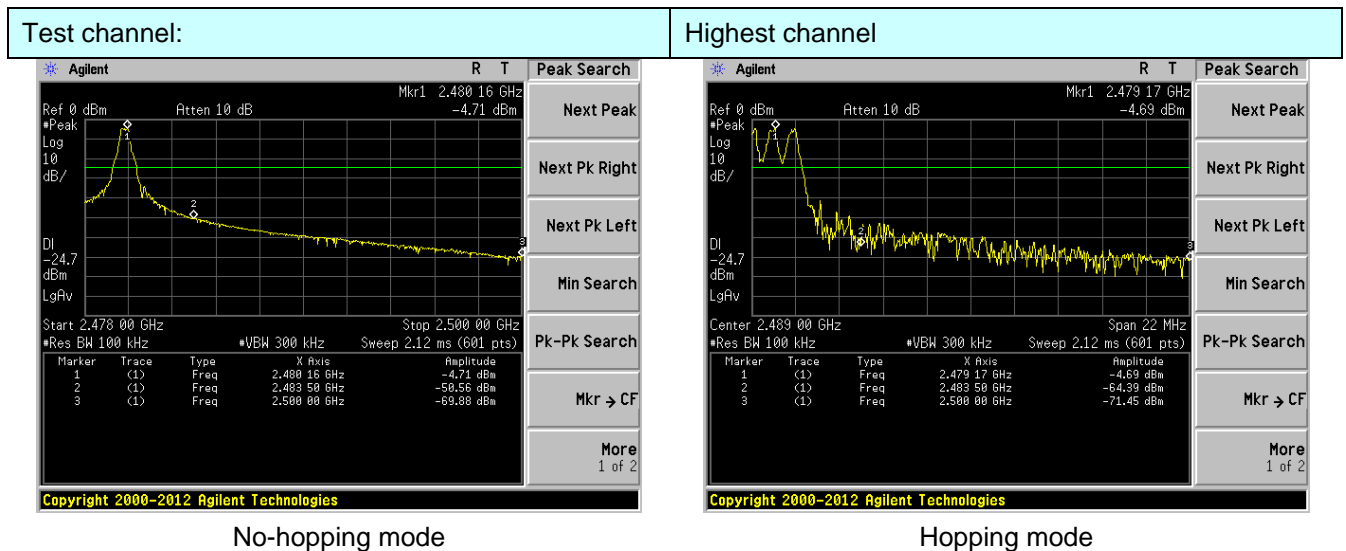 Test channel:
Highest channel
Agilent R T
Mkr1 2.480 16 GHz
Ref 0 dBm Atten 10 dB -4.71 dBm
#Peak
Log
10
dB/
1
2
3
DI
-24.7
dBm
LgAv
Start 2.478 00 GHz Stop 2.500 00 GHz
#Res BW 100 kHz #VBW 300 kHz Sweep 2.12 ms (601 pts)
Marker Trace Type X Axis Amplitude
1 (1) Freq 2.480 16 GHz -4.71 dBm
2 (1) Freq 2.483 50 GHz -50.56 dBm
3 (1) Freq 2.500 00 GHz -69.88 dBm
Copyright 2000-2012 Agilent Technologies
Peak Search
Next Peak
Next Pk Right
Next Pk Left
Min Search
Pk-Pk Search
Mkr → CF
More
1 of 2
No-hopping mode
Agilent R T
Mkr1 2.479 17 GHz
Ref 0 dBm Atten 10 dB -4.69 dBm
#Peak
Log
10
dB/
1
2
3
DI
-24.7
dBm
LgAv
Center 2.489 00 GHz Span 22 MHz
#Res BW 100 kHz #VBW 300 kHz Sweep 2.12 ms (601 pts)
Marker Trace Type X Axis Amplitude
1 (1) Freq 2.479 17 GHz -4.69 dBm
2 (1) Freq 2.483 50 GHz -64.39 dBm
3 (1) Freq 2.500 00 GHz -71.45 dBm
Copyright 2000-2012 Agilent Technologies
Peak Search
Next Peak
Next Pk Right
Next Pk Left
Min Search
Pk-Pk Search
Mkr → CF
More
1 of 2
Hopping mode